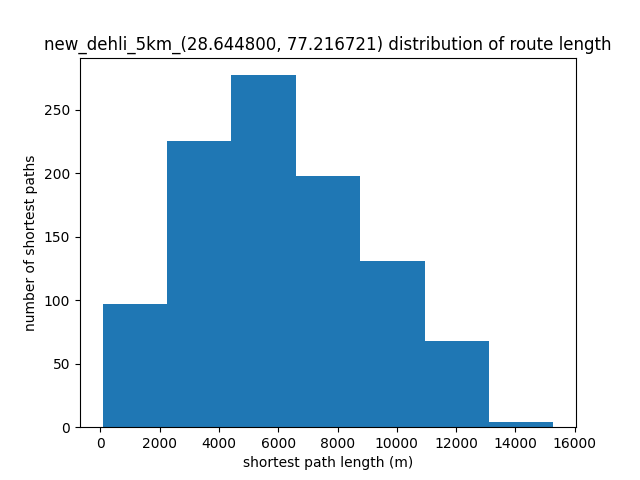 new_dehli_5km_(28.644800, 77.216721) distribution of route length
250
200
150
100
50
0
number of shortest paths
0 2000 4000 6000 8000 10000 12000 14000 16000
shortest path length (m)